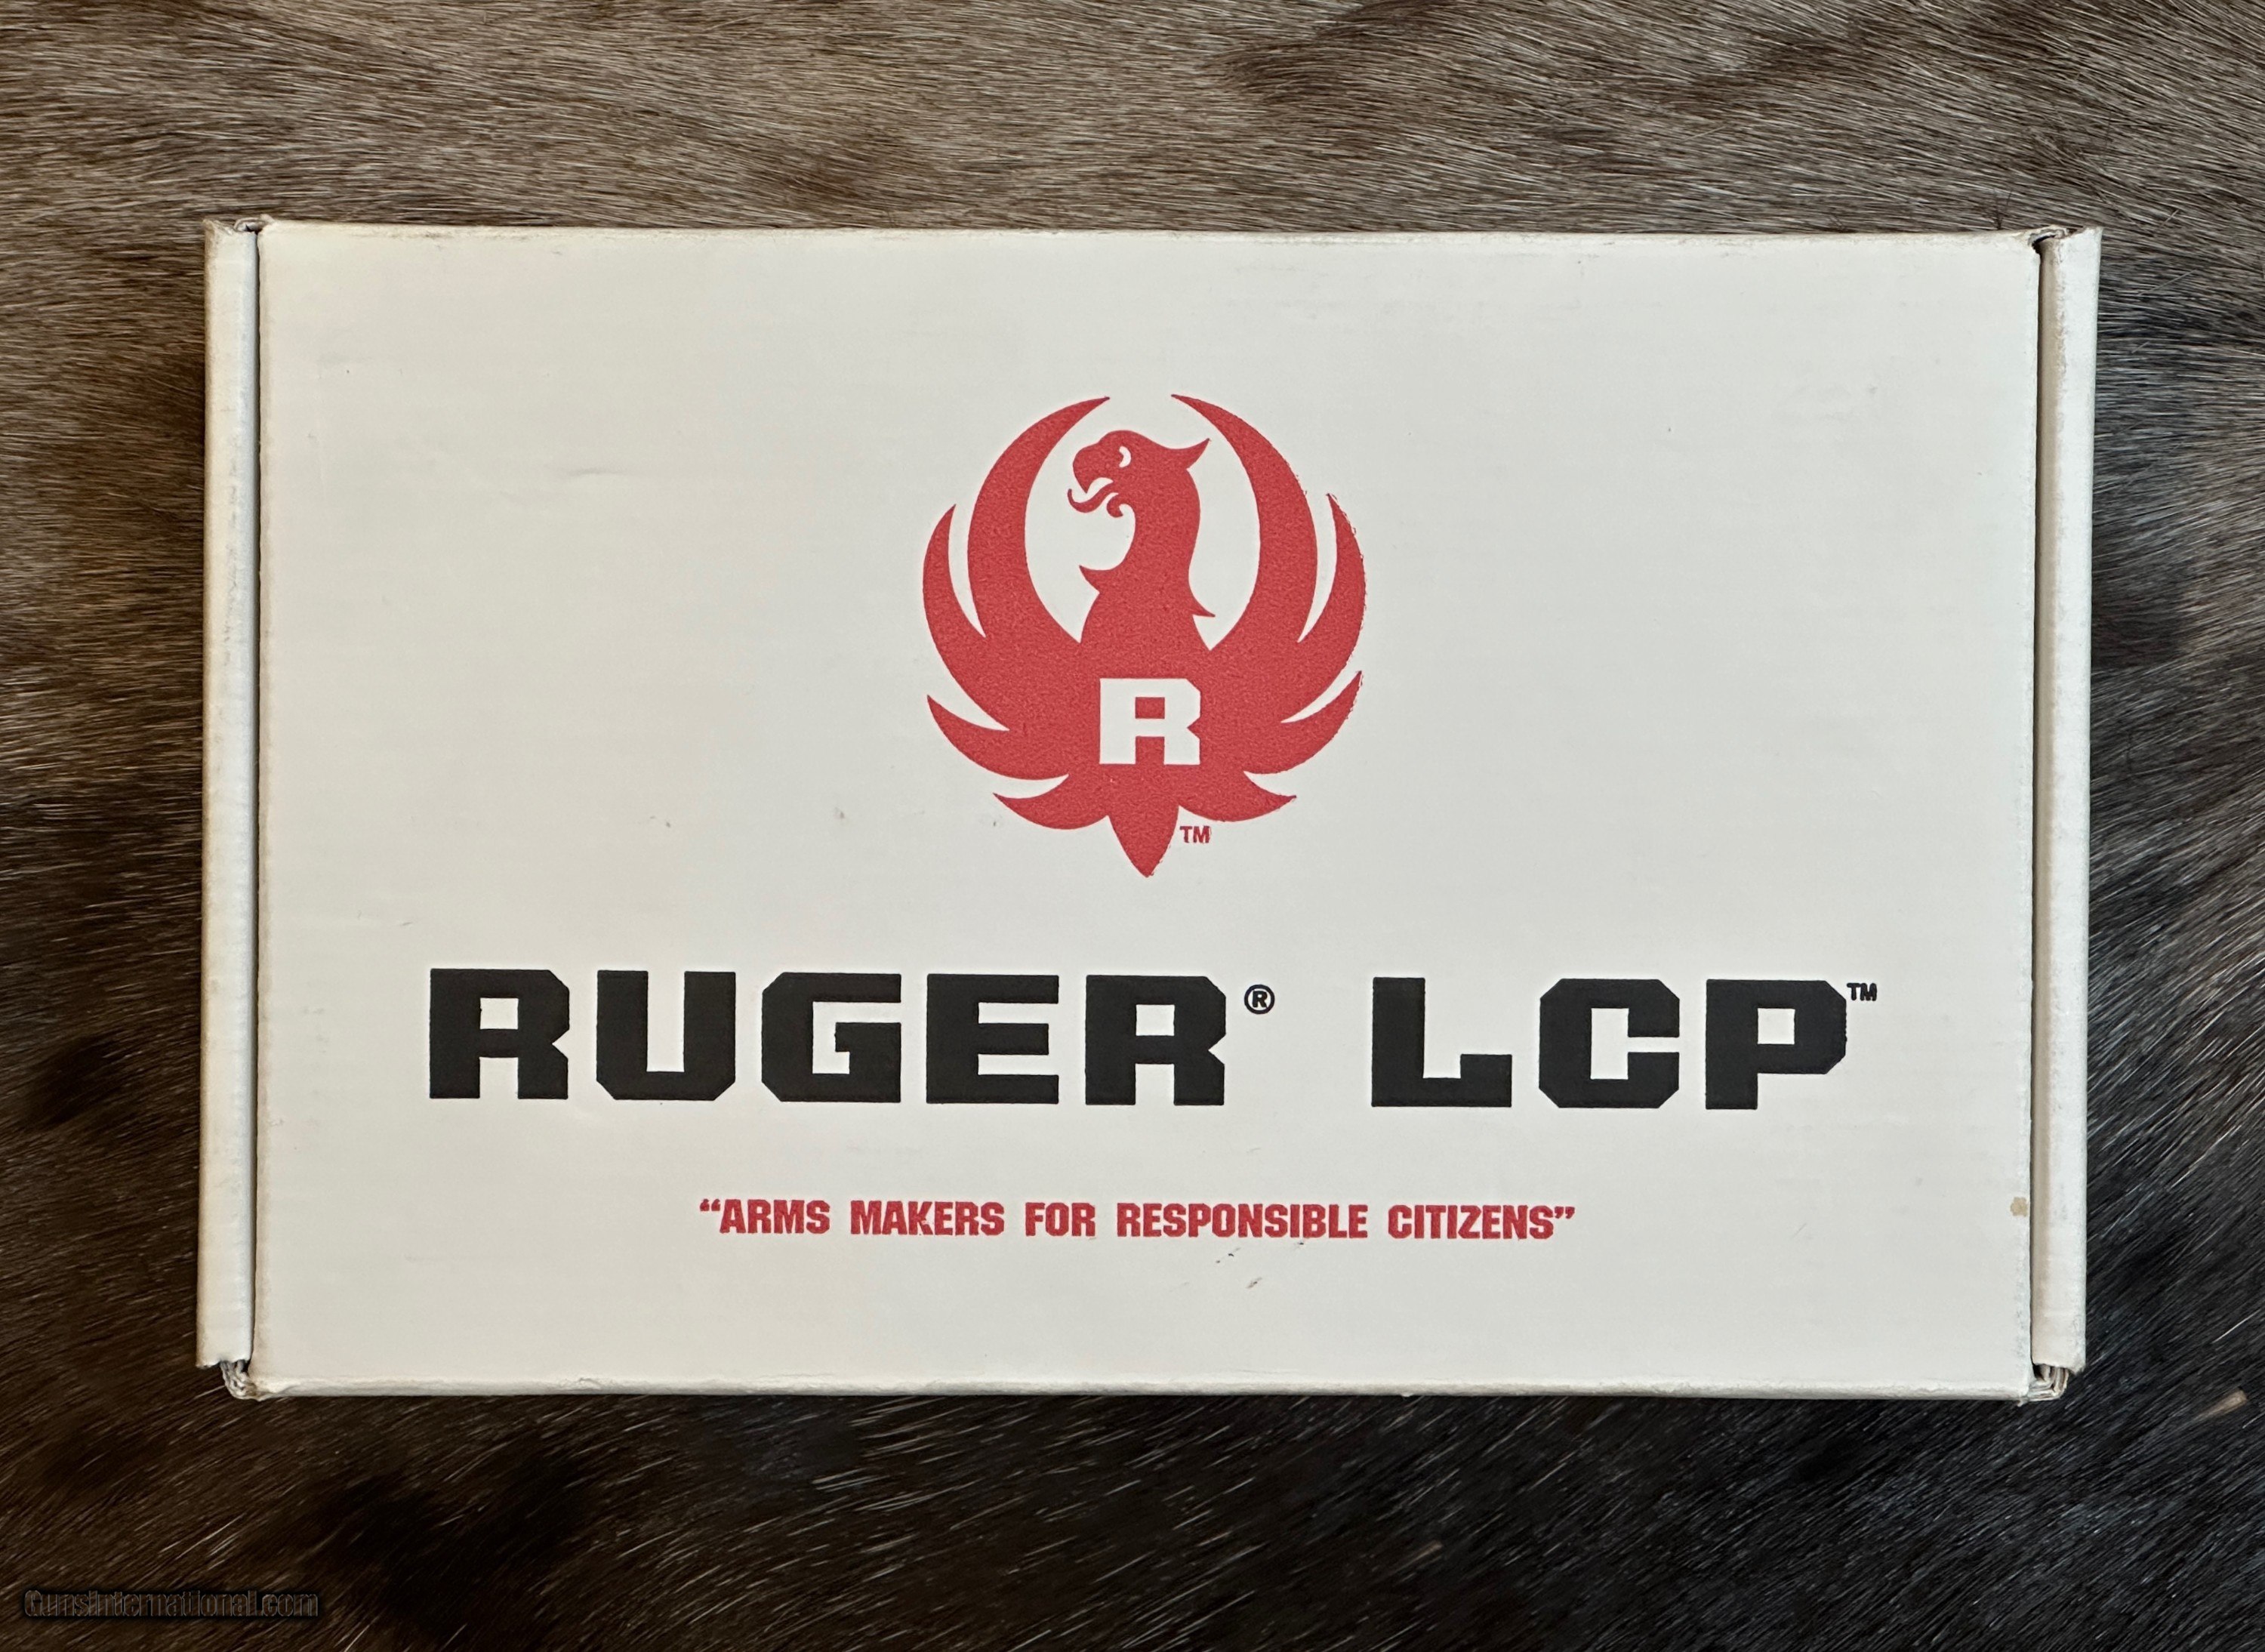 R
TM
RUGER® LCP™
“ARMS MAKERS FOR RESPONSIBLE CITIZENS”
GunsInternational.com